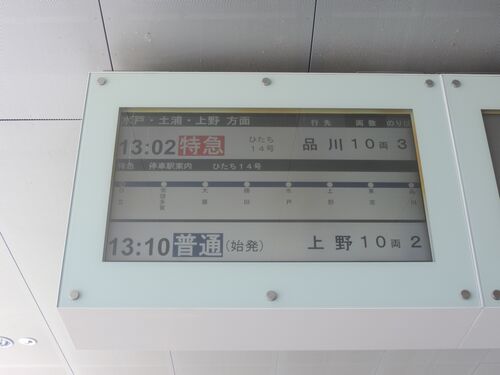 水戸・土浦・上野 方面 行先 両数 のりば
13:02 特急 ひたち14号 品川 10両 3
特急 停車駅案内 ひたち14号
13:10 普通 (始発) 上野 10両 2